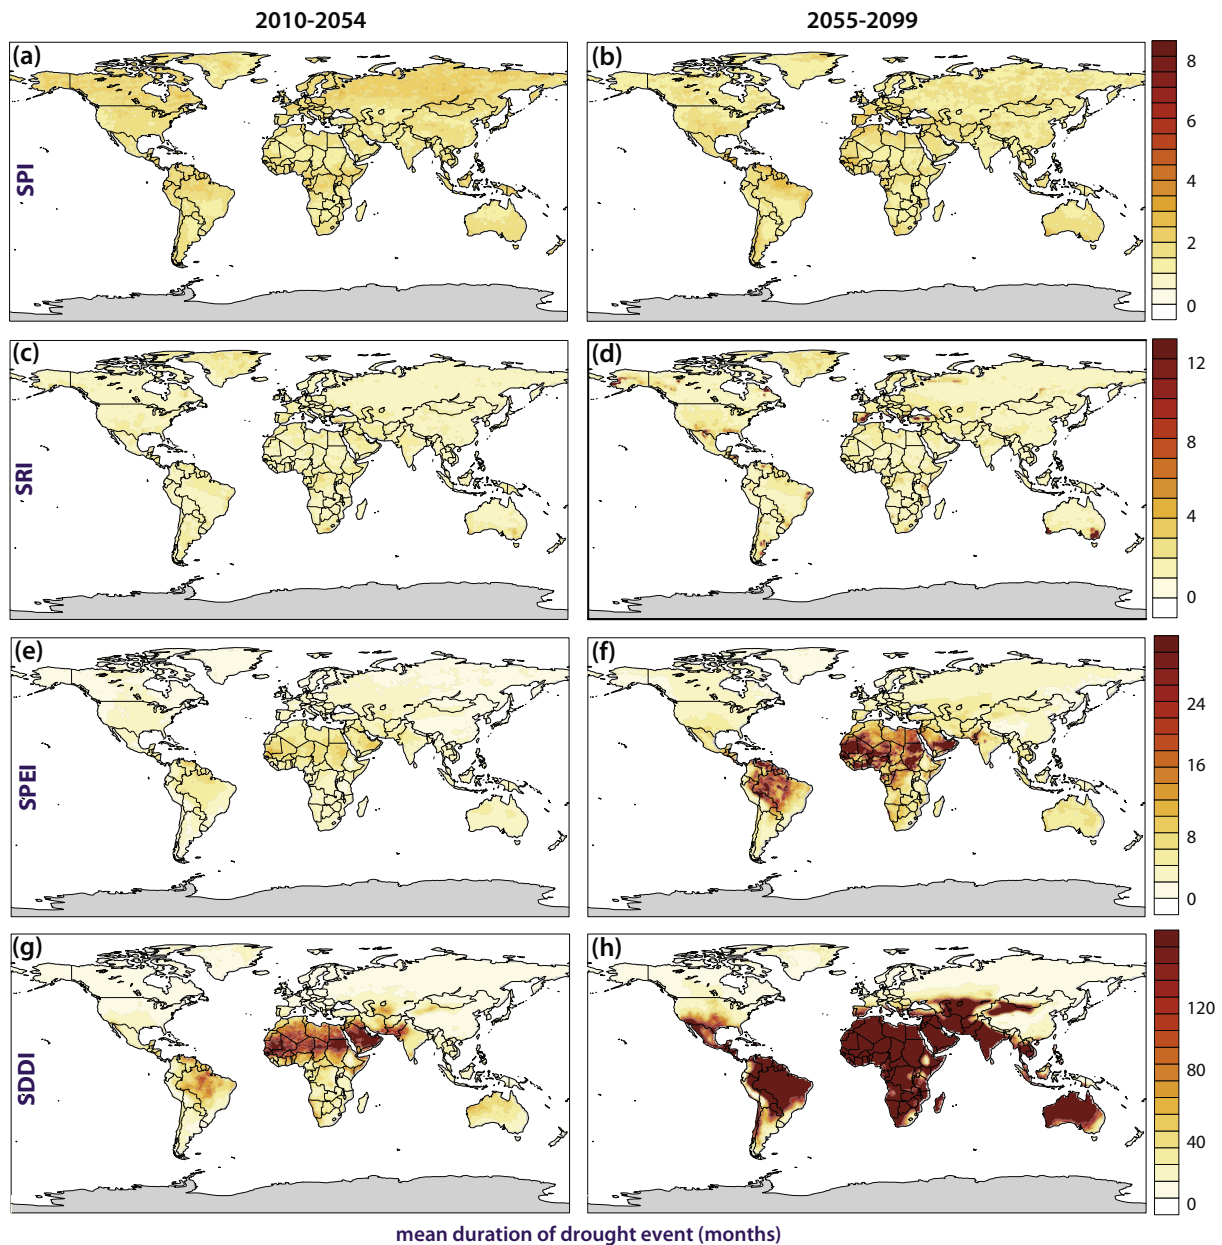 2010-2054 2055-2099
(a) (b)
SPI
8
6
4
2
0
(c) (d)
SRI
12
8
4
0
(e) (f)
SPEI
24
16
8
0
(g) (h)
SDDI
120
80
40
0
mean duration of drought event (months)